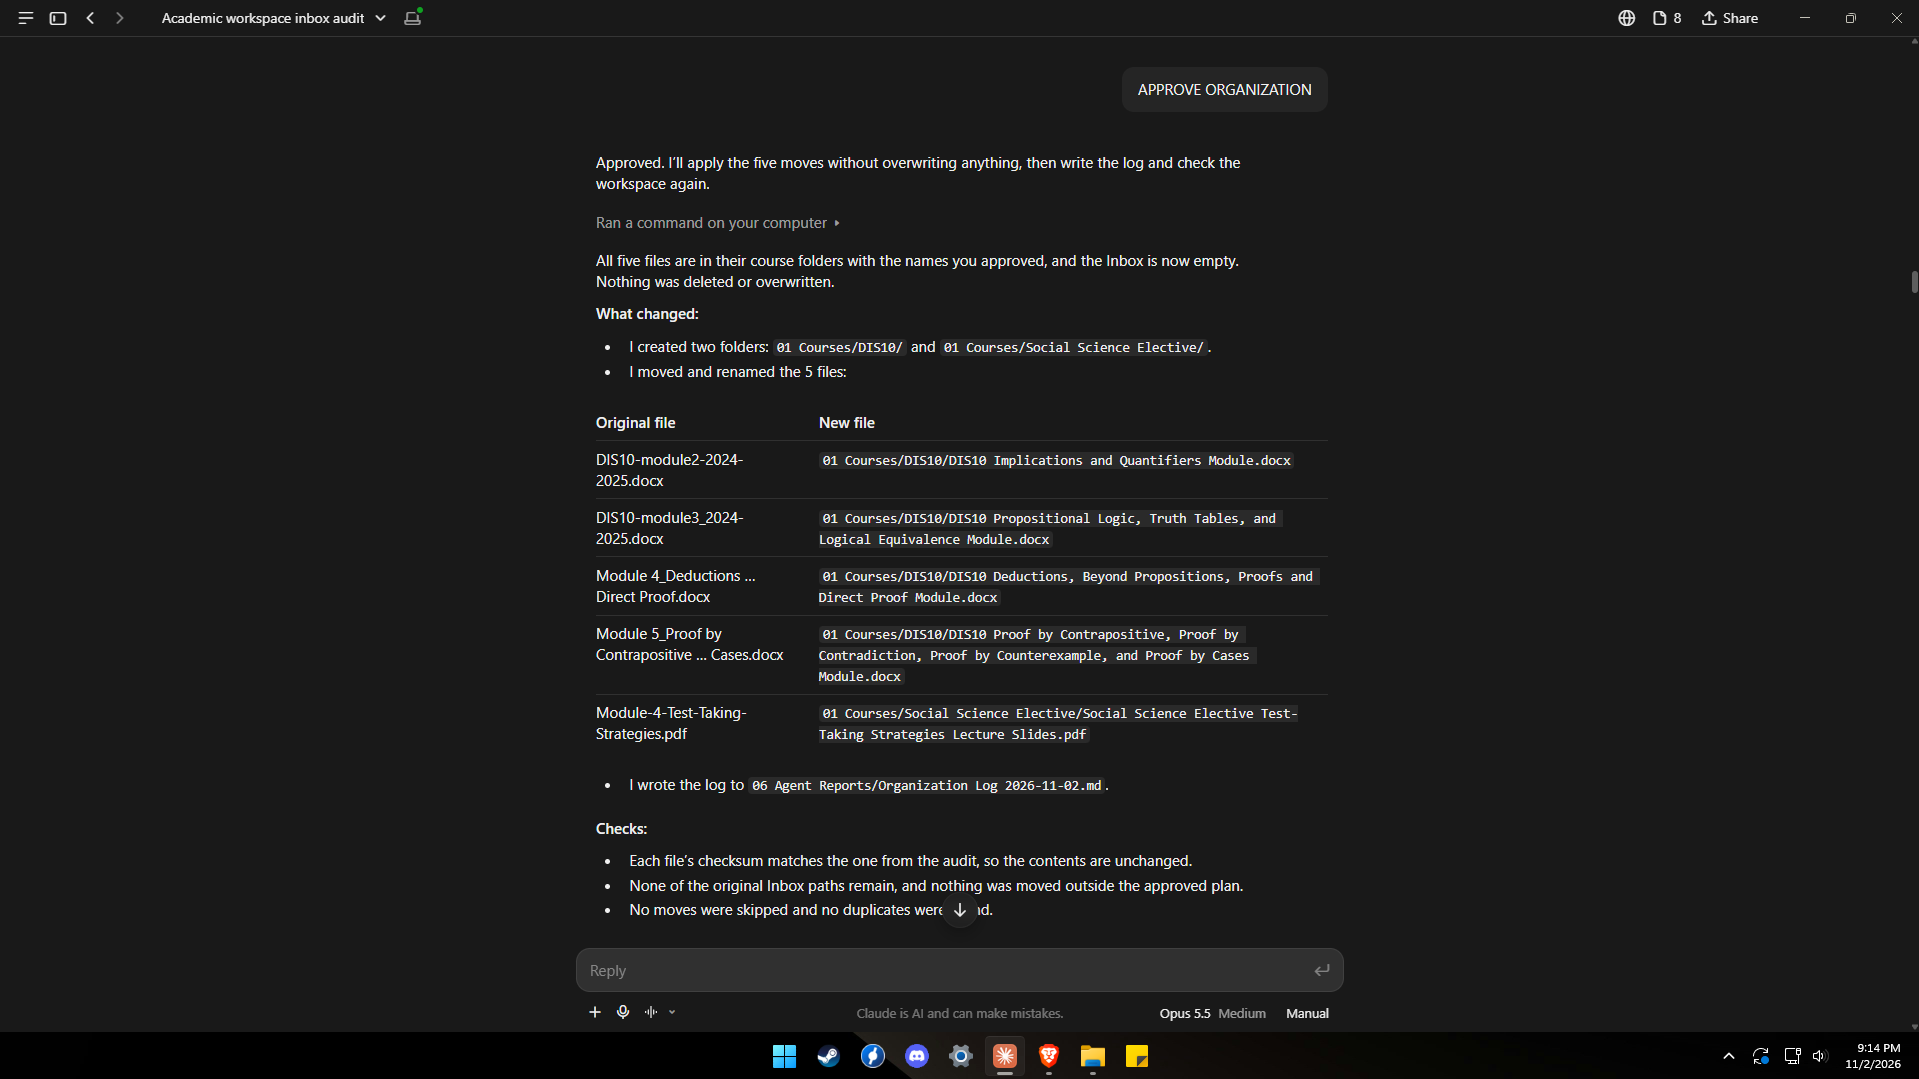 Academic workspace inbox audit
8
Share
APPROVE ORGANIZATION
Approved. I'll apply the five moves without overwriting anything, then write the log and check the
workspace again.
Ran a command on your computer
All five files are in their course folders with the names you approved, and the Inbox is now empty.
Nothing was deleted or overwritten.
What changed:
• I created two folders: 01 Courses/DIS10/ and 01 Courses/Social Science Elective/.
• I moved and renamed the 5 files:
Original file New file
DIS10-module2-2024-
2025.docx
01 Courses/DIS10/DIS10 Implications and Quantifiers Module.docx
DIS10-module3_2024-
2025.docx
01 Courses/DIS10/DIS10 Propositional Logic, Truth Tables, and
Logical Equivalence Module.docx
Module 4_Deductions ...
Direct Proof.docx
01 Courses/DIS10/DIS10 Deductions, Beyond Propositions, Proofs and
Direct Proof Module.docx
Module 5_Proof by
Contrapositive ... Cases.docx
01 Courses/DIS10/DIS10 Proof by Contrapositive, Proof by
Contradiction, Proof by Counterexample, and Proof by Cases
Module.docx
Module-4-Test-Taking-
Strategies.pdf
01 Courses/Social Science Elective/Social Science Elective Test-
Taking Strategies Lecture Slides.pdf
• I wrote the log to 06 Agent Reports/Organization Log 2026-11-02.md.
Checks:
• Each file's checksum matches the one from the audit, so the contents are unchanged.
• None of the original Inbox paths remain, and nothing was moved outside the approved plan.
• No moves were skipped and no duplicates were nd.
Reply
Claude is AI and can make mistakes.
Opus 5.5 Medium Manual
9:14 PM
11/2/2026